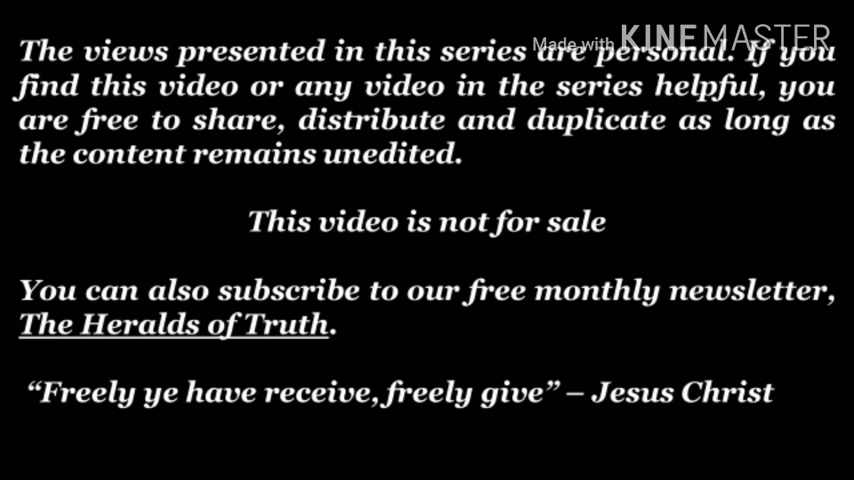 Made with KINEMASTER
The views presented in this series are personal. If you
find this video or any video in the series helpful, you
are free to share, distribute and duplicate as long as
the content remains unedited.
This video is not for sale
You can also subscribe to our free monthly newsletter,
The Heralds of Truth.
“Freely ye have receive, freely give” – Jesus Christ